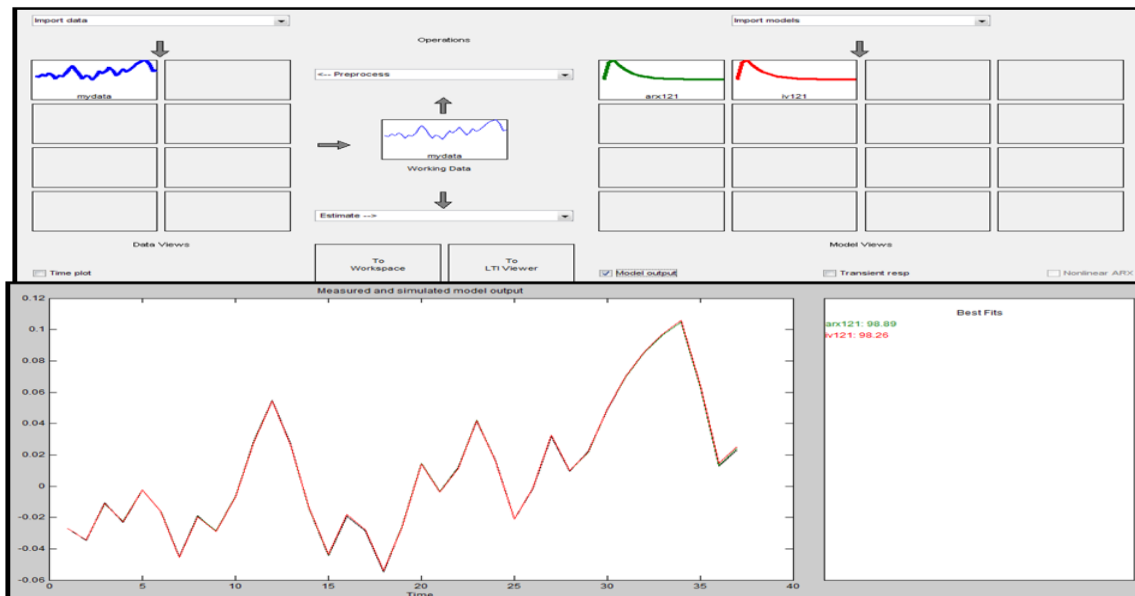 Import data
Import models
Operations
<-- Preprocess
mydata
arx121
iv121
mydata
Working Data
Estimate -->
Data Views
To
Workspace
To
LTI Viewer
Model Views
Time plot
Model output
Transient resp
Nonlinear ARX
Measured and simulated model output
0.12
0.1
0.08
0.06
0.04
0.02
0
-0.02
-0.04
-0.06
0 5 10 15 20 25 30 35 40
Time
Best Fits
arx121: 98.89
iv121: 98.26